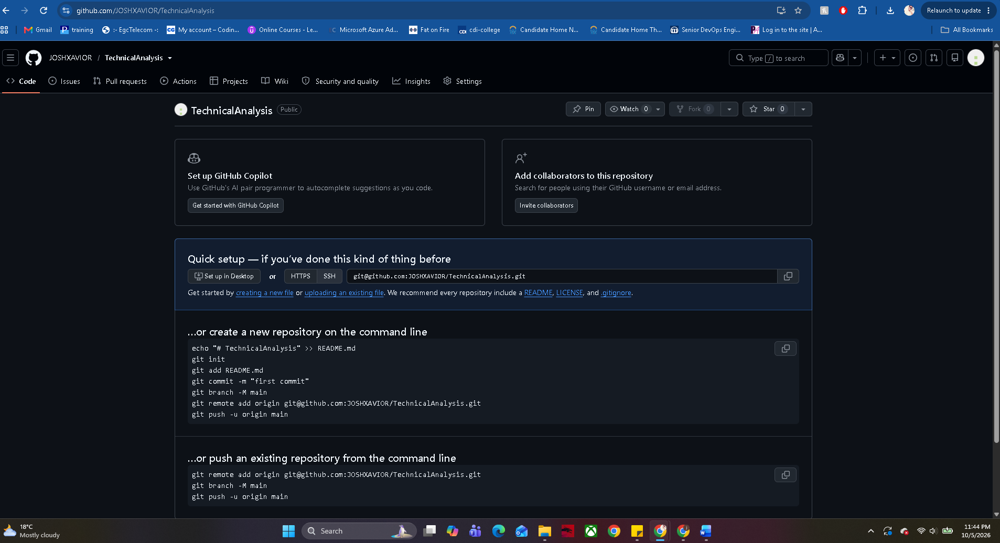 github.com/JOSHXAVIOR/TechnicalAnalysis
Relaunch to update
Gmail
training
:- EgcTelecom -:
My account – Codin...
Online Courses - Le...
Microsoft Azure Ad...
Fat on Fire
cdi-college
Candidate Home N...
Candidate Home Th...
Senior DevOps Engi...
Log in to the site | A...
All Bookmarks
JOSHXAVIOR / TechnicalAnalysis
Type / to search
Code
Issues
Pull requests
Actions
Projects
Wiki
Security and quality
Insights
Settings
TechnicalAnalysis Public
Pin
Watch 0
Fork 0
Star 0
Set up GitHub Copilot
Use GitHub's AI pair programmer to autocomplete suggestions as you code.
Get started with GitHub Copilot
Add collaborators to this repository
Search for people using their GitHub username or email address.
Invite collaborators
Quick setup — if you've done this kind of thing before
Set up in Desktop or HTTPS SSH git@github.com:JOSHXAVIOR/TechnicalAnalysis.git
Get started by creating a new file or uploading an existing file. We recommend every repository include a README, LICENSE, and .gitignore.
...or create a new repository on the command line
echo "# TechnicalAnalysis" >> README.md
git init
git add README.md
git commit -m "first commit"
git branch -M main
git remote add origin git@github.com:JOSHXAVIOR/TechnicalAnalysis.git
git push -u origin main
...or push an existing repository from the command line
git remote add origin git@github.com:JOSHXAVIOR/TechnicalAnalysis.git
git branch -M main
git push -u origin main
18°C
Mostly cloudy
Search
11:44 PM
10/5/2026